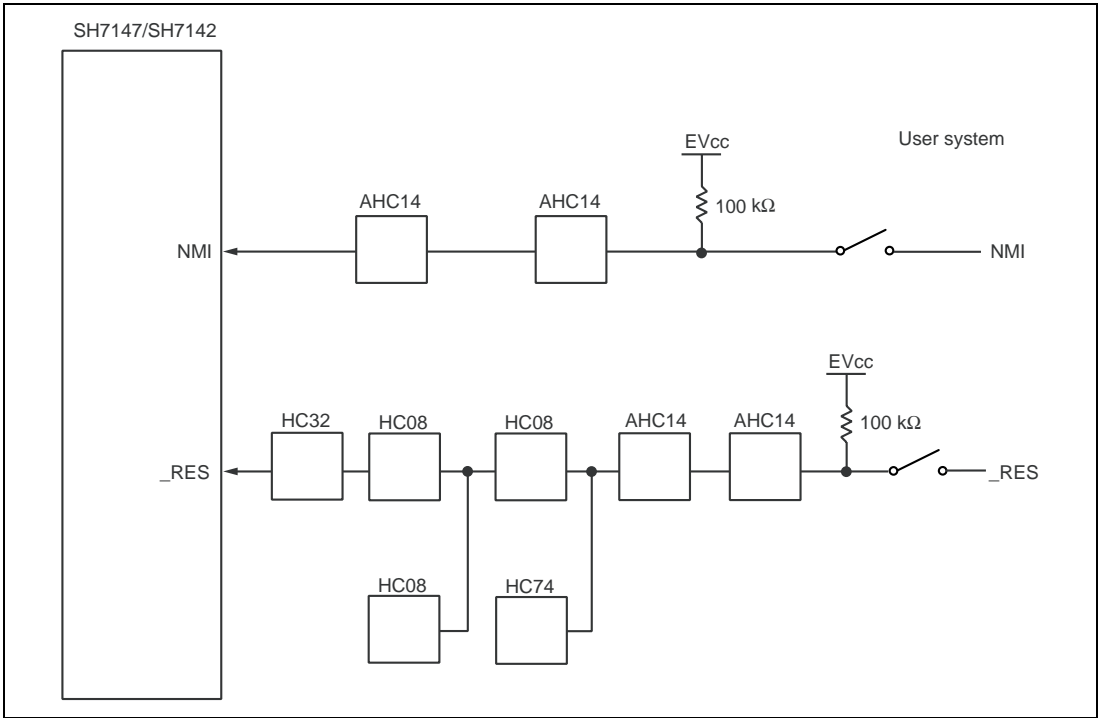 SH7147/SH7142
User system
EVcc
100 kΩ
AHC14 AHC14
NMI NMI
EVcc
100 kΩ
HC32 HC08 HC08 AHC14 AHC14
_RES _RES
HC08 HC74